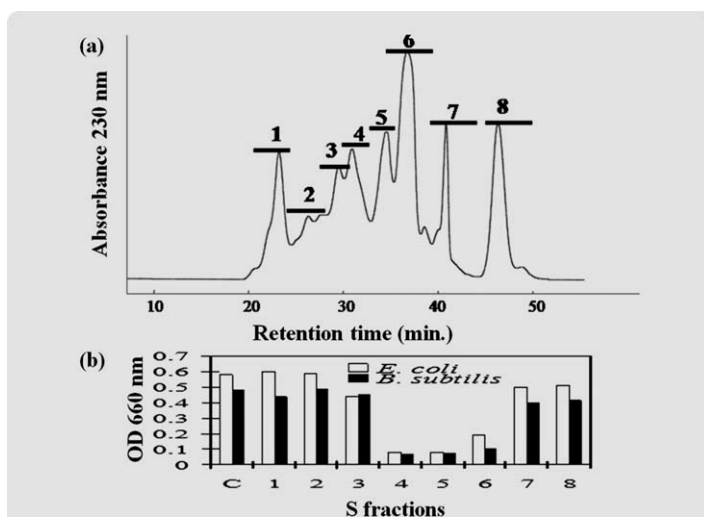 (a)
Absorbance 230 nm
1
2
3
4
5
6
7
8
10 20 30 40 50
Retention time (min.)
(b)
OD 660 nm
0.7
0.6
0.5
0.4
0.3
0.2
0.1
0
E. coli
B. subtilis
C 1 2 3 4 5 6 7 8
S fractions